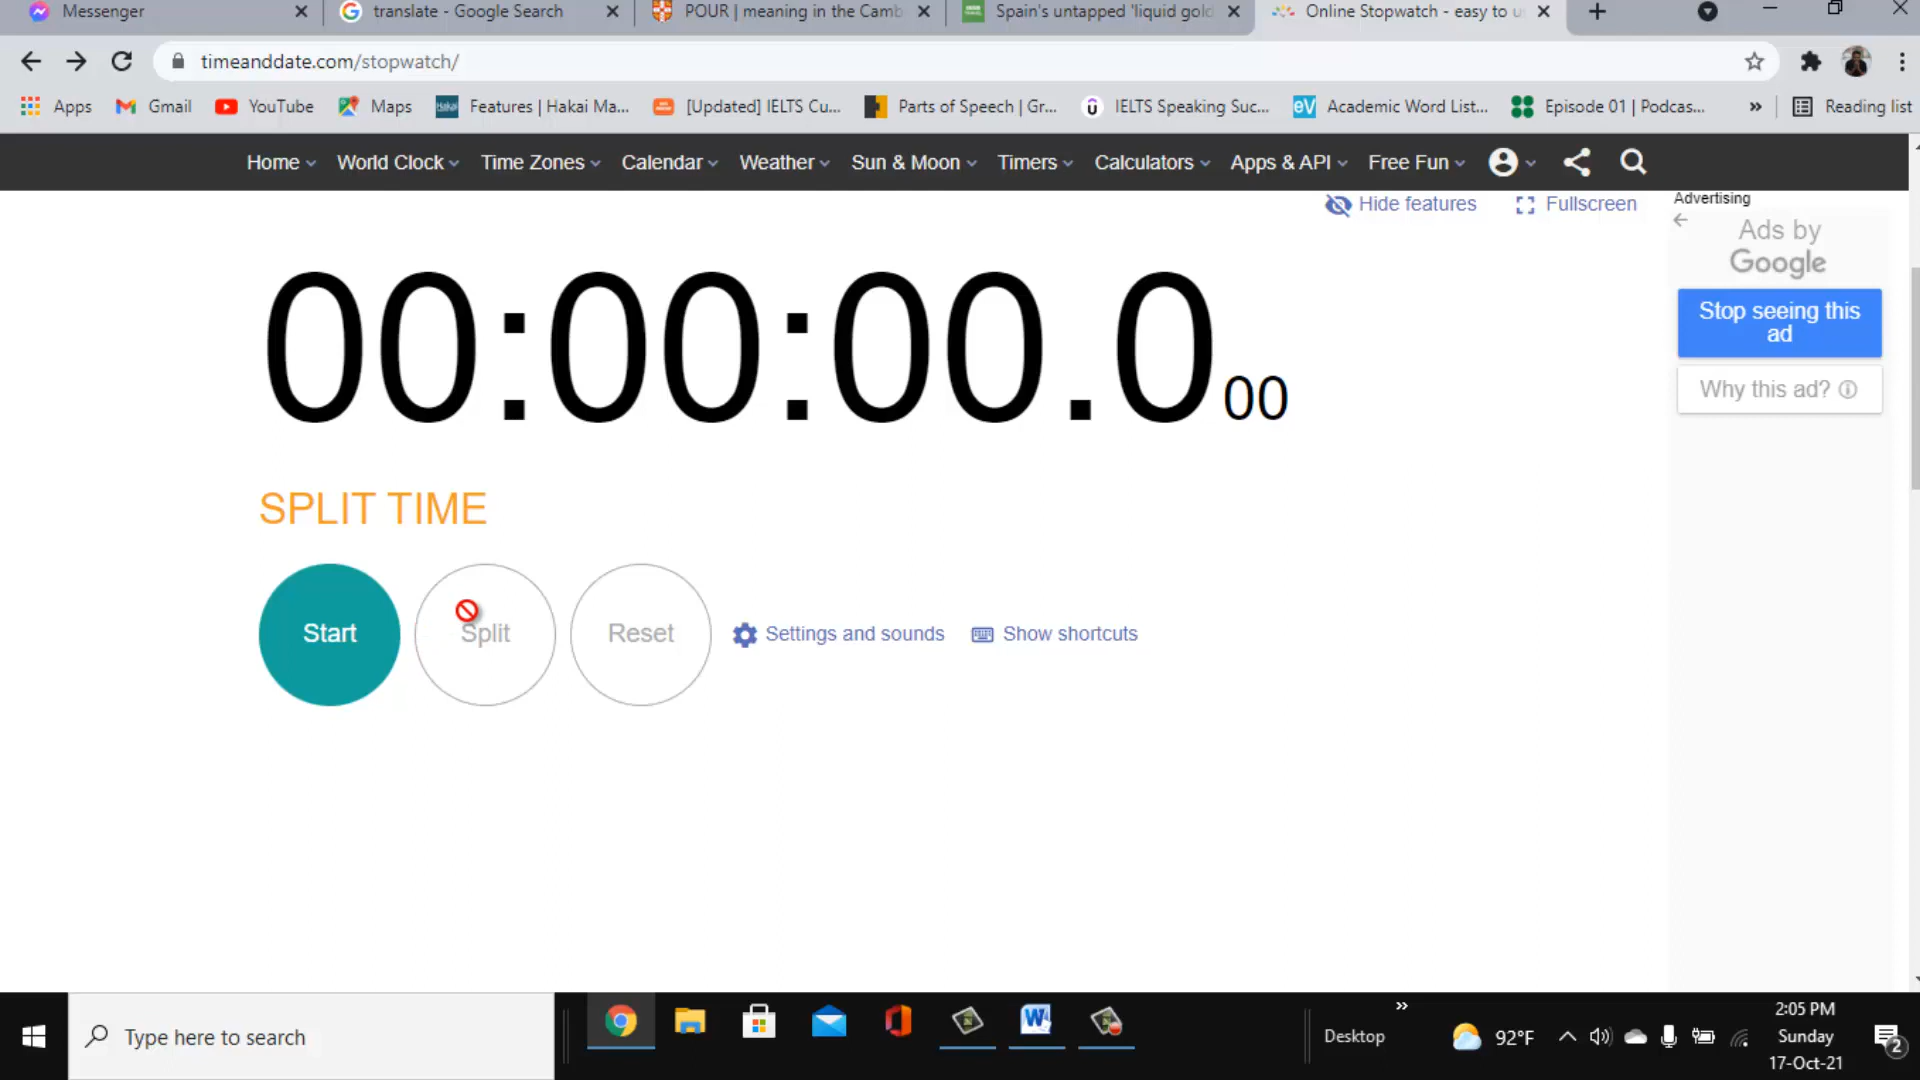 Messenger
translate - Google Search
POUR | meaning in the Camb
Spain's untapped 'liquid gold
Online Stopwatch - easy to u
timeanddate.com/stopwatch/
Apps
Gmail
YouTube
Maps
Hakai
Features | Hakai Ma...
[Updated] IELTS Cu...
Parts of Speech | Gr...
IELTS Speaking Suc...
eV
Academic Word List...
Episode 01 | Podcas...
»
Reading list
Home
World Clock
Time Zones
Calendar
Weather
Sun & Moon
Timers
Calculators
Apps & API
Free Fun
Hide features
Fullscreen
Advertising
Ads by
Google
Stop seeing this
ad
Why this ad?
00:00:00.000
SPLIT TIME
Start
Split
Reset
Settings and sounds
Show shortcuts
Type here to search
Desktop
»
92°F
2:05 PM
Sunday
17-Oct-21
2